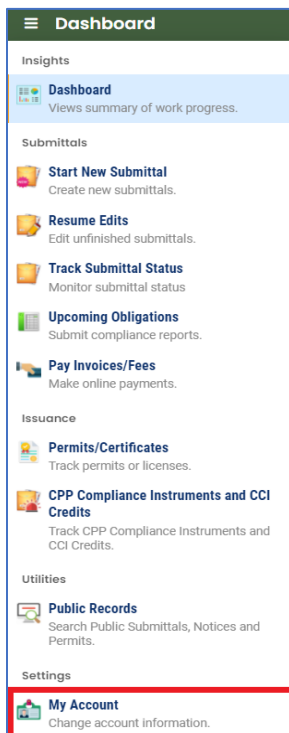 Dashboard
Insights
Dashboard
Views summary of work progress.
Submittals
Start New Submittal
Create new submittals.
Resume Edits
Edit unfinished submittals.
Track Submittal Status
Monitor submittal status
Upcoming Obligations
Submit compliance reports.
Pay Invoices/Fees
Make online payments.
Issuance
Permits/Certificates
Track permits or licenses.
CPP Compliance Instruments and CCI
Credits
Track CPP Compliance Instruments and
CCI Credits.
Utilities
Public Records
Search Public Submittals, Notices and
Permits.
Settings
My Account
Change account information.